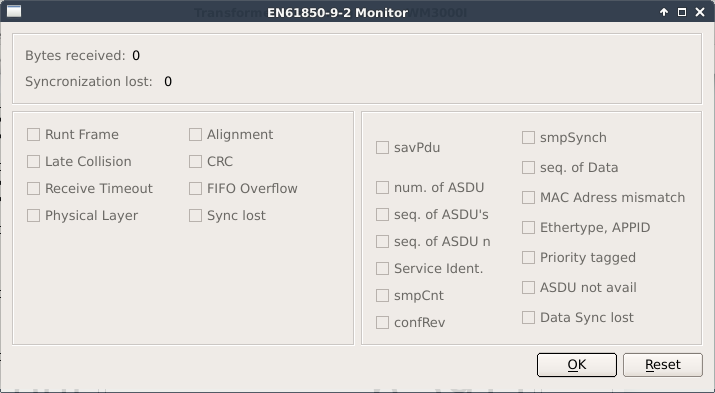 EN61850-9-2 Monitor
Bytes received: 0
Syncronization lost: 0
Runt Frame
Late Collision
Receive Timeout
Physical Layer
Alignment
CRC
FIFO Overflow
Sync lost
savPdu
num. of ASDU
seq. of ASDU's
seq. of ASDU n
Service Ident.
smpCnt
confRev
smpSynch
seq. of Data
MAC Adress mismatch
Ethertype, APPID
Priority tagged
ASDU not avail
Data Sync lost
OK
Reset